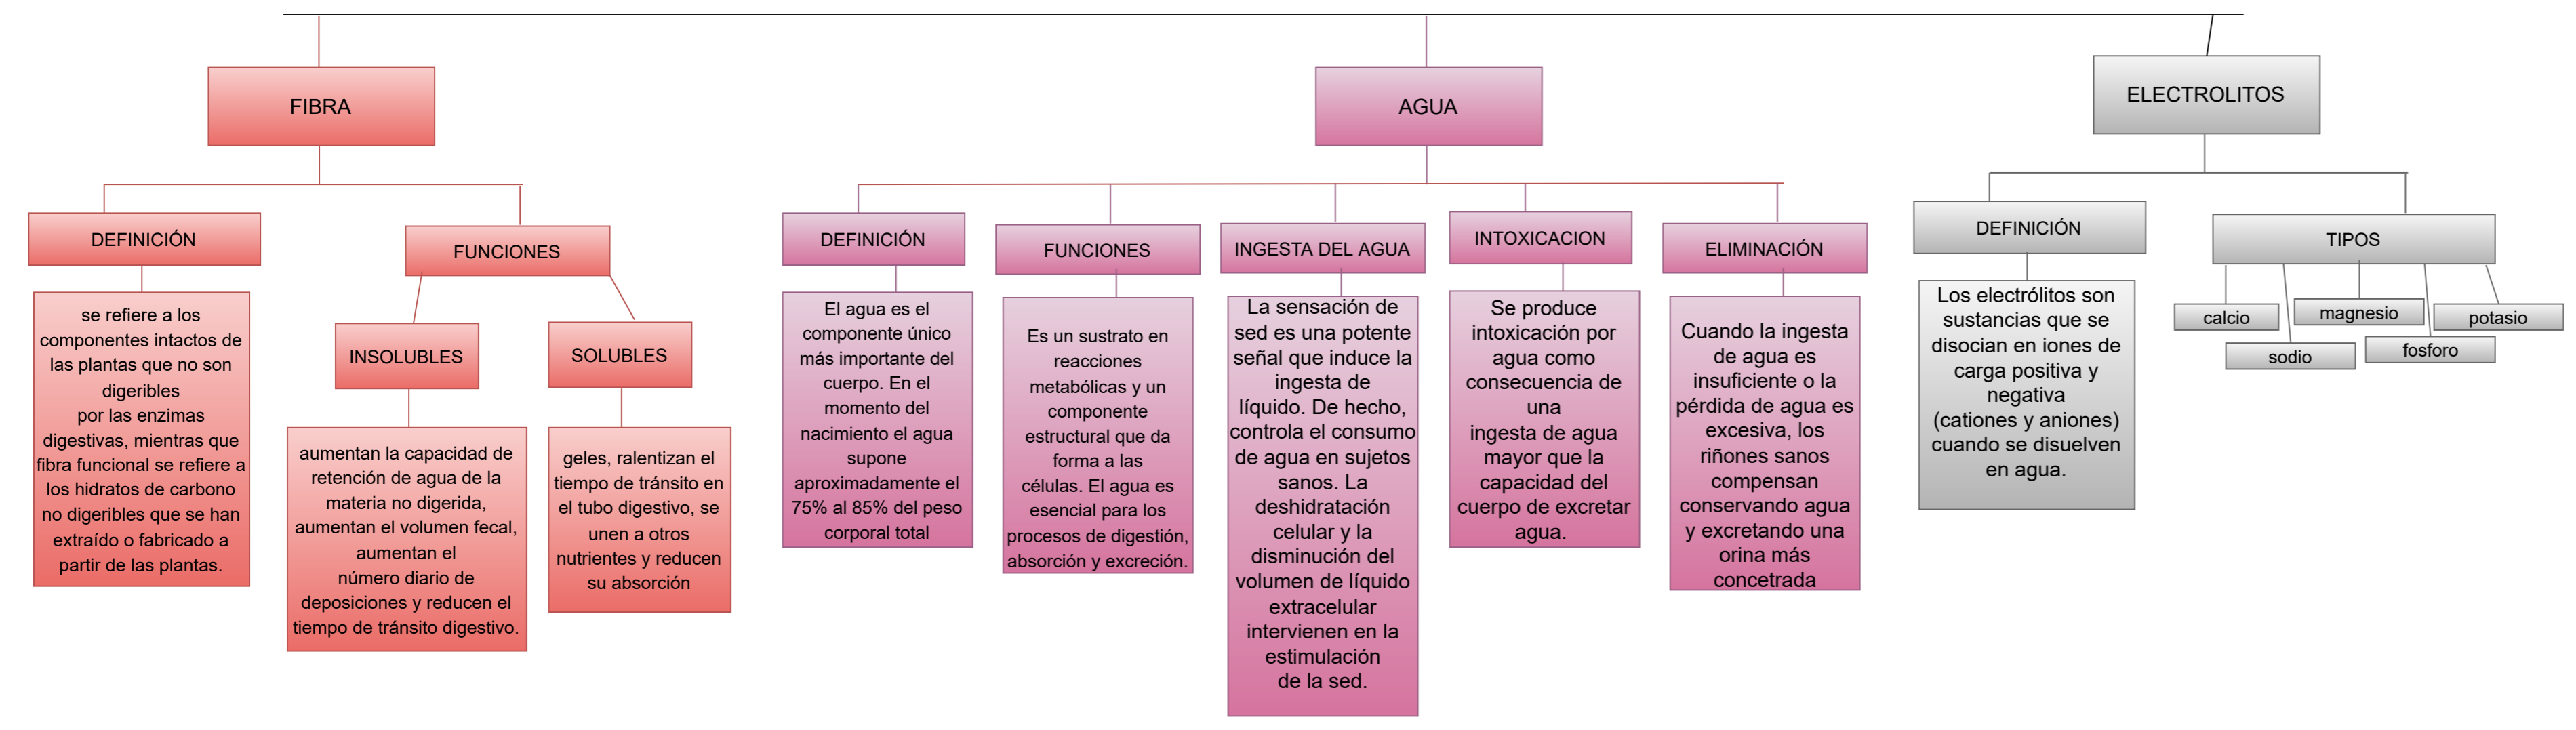 FIBRA
DEFINICIÓN
se refiere a los
componentes intactos de
las plantas que no son
digeribles
por las enzimas
digestivas, mientras que
fibra funcional se refiere a
los hidratos de carbono
no digeribles que se han
extraído o fabricado a
partir de las plantas.
FUNCIONES
INSOLUBLES
aumentan la capacidad de
retención de agua de la
materia no digerida,
aumentan el volumen fecal,
aumentan el
número diario de
deposiciones y reducen el
tiempo de tránsito digestivo.
SOLUBLES
geles, ralentizan el
tiempo de tránsito en
el tubo digestivo, se
unen a otros
nutrientes y reducen
su absorción
AGUA
DEFINICIÓN
El agua es el
componente único
más importante del
cuerpo. En el
momento del
nacimiento el agua
supone
aproximadamente el
75% al 85% del peso
corporal total
FUNCIONES
Es un sustrato en
reacciones
metabólicas y un
componente
estructural que da
forma a las
células. El agua es
esencial para los
procesos de digestión,
absorción y excreción.
INGESTA DEL AGUA
La sensación de
sed es una potente
señal que induce la
ingesta de
líquido. De hecho,
controla el consumo
de agua en sujetos
sanos. La
deshidratación
celular y la
disminución del
volumen de líquido
extracelular
intervienen en la
estimulación
de la sed.
INTOXICACION
Se produce
intoxicación por
agua como
consecuencia de
una
ingesta de agua
mayor que la
capacidad del
cuerpo de excretar
agua.
ELIMINACIÓN
Cuando la ingesta
de agua es
insuficiente o la
pérdida de agua es
excesiva, los
riñones sanos
compensan
conservando agua
y excretando una
orina más
concetrada
ELECTROLITOS
DEFINICIÓN
Los electrólitos son
sustancias que se
disocian en iones de
carga positiva y
negativa
(cationes y aniones)
cuando se disuelven
en agua.
TIPOS
calcio
sodio
magnesio
fosforo
potasio